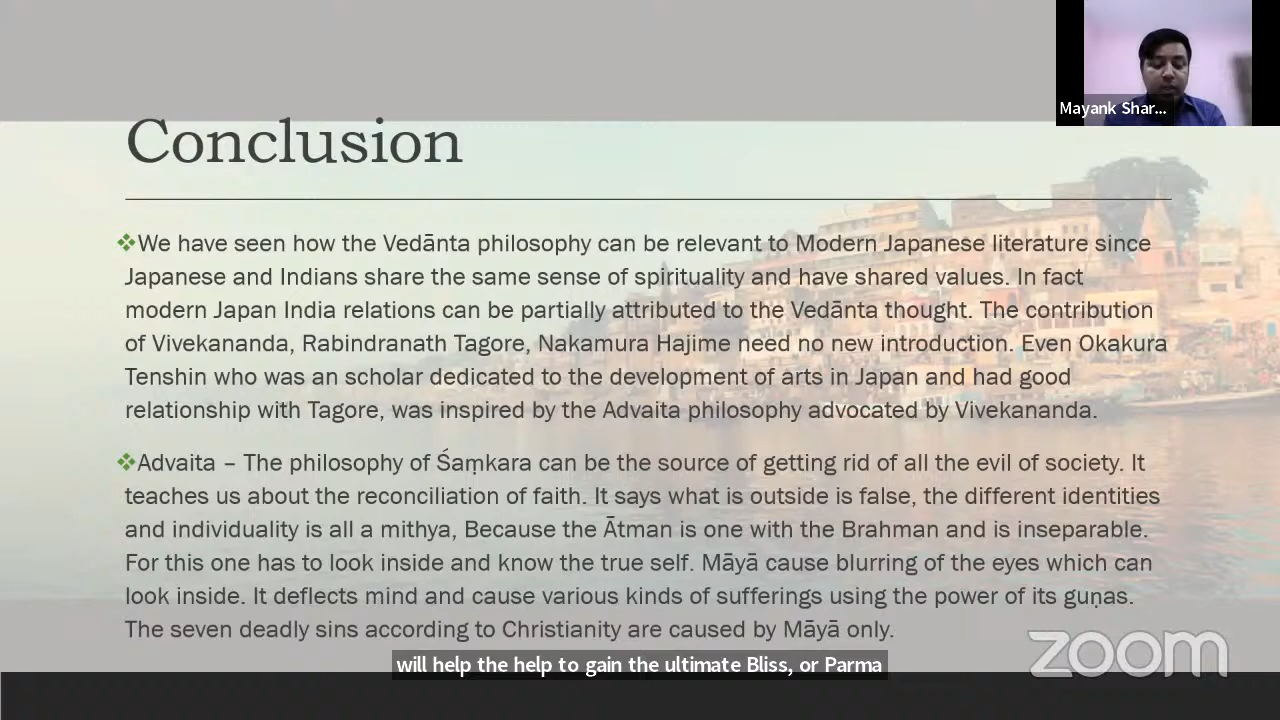 Mayank Shar...
Conclusion
❖We have seen how the Vedānta philosophy can be relevant to Modern Japanese literature since
Japanese and Indians share the same sense of spirituality and have shared values. In fact
modern Japan India relations can be partially attributed to the Vedānta thought. The contribution
of Vivekananda, Rabindranath Tagore, Nakamura Hajime need no new introduction. Even Okakura
Tenshin who was an scholar dedicated to the development of arts in Japan and had good
relationship with Tagore, was inspired by the Advaita philosophy advocated by Vivekananda.
❖Advaita – The philosophy of Śaṃkara can be the source of getting rid of all the evil of society. It
teaches us about the reconciliation of faith. It says what is outside is false, the different identities
and individuality is all a mithya, Because the Ātman is one with the Brahman and is inseparable.
For this one has to look inside and know the true self. Māyā cause blurring of the eyes which can
look inside. It deflects mind and cause various kinds of sufferings using the power of its guṇas.
The seven deadly sins according to Christianity are caused by Māyā only.
zoom
will help the help to gain the ultimate Bliss, or Parma